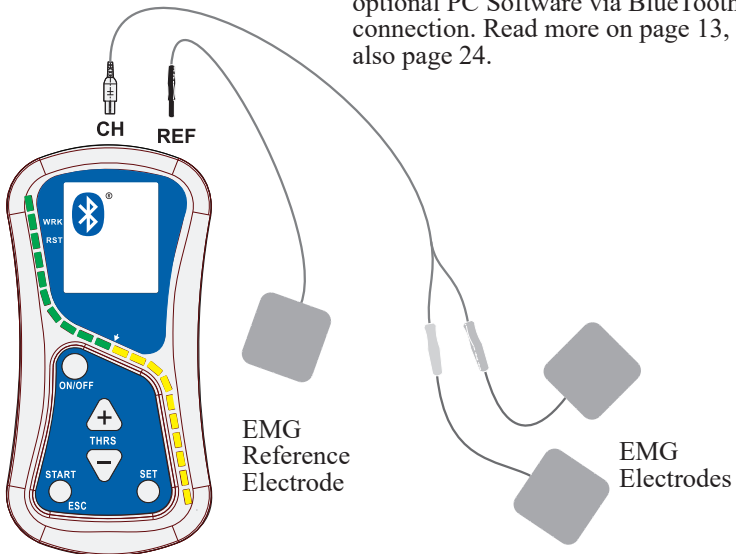 optional PC Software via BlueTooth
connection. Read more on page 13,
also page 24.
CH
REF
WRK
RST
®
ON/OFF
THRS
START
SET
ESC
EMG
Reference
Electrode
EMG
Electrodes